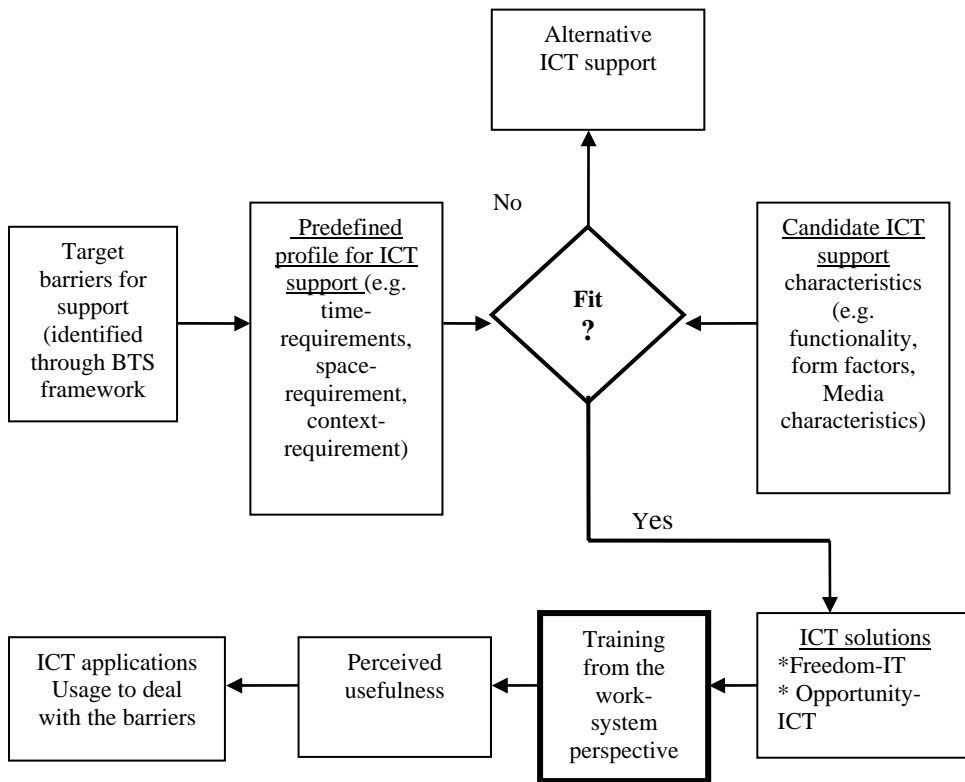 Alternative
ICT support
No
Target
barriers for
support
(identified
through BTS
framework
Predefined
profile for ICT
support (e.g.
time-
requirements,
space-
requirement,
context-
requirement)
Fit
?
Candidate ICT
support
characteristics
(e.g.
functionality,
form factors,
Media
characteristics)
Yes
ICT applications
Usage to deal
with the barriers
Perceived
usefulness
Training
from the
work-
system
perspective
ICT solutions
*Freedom-IT
* Opportunity-
ICT